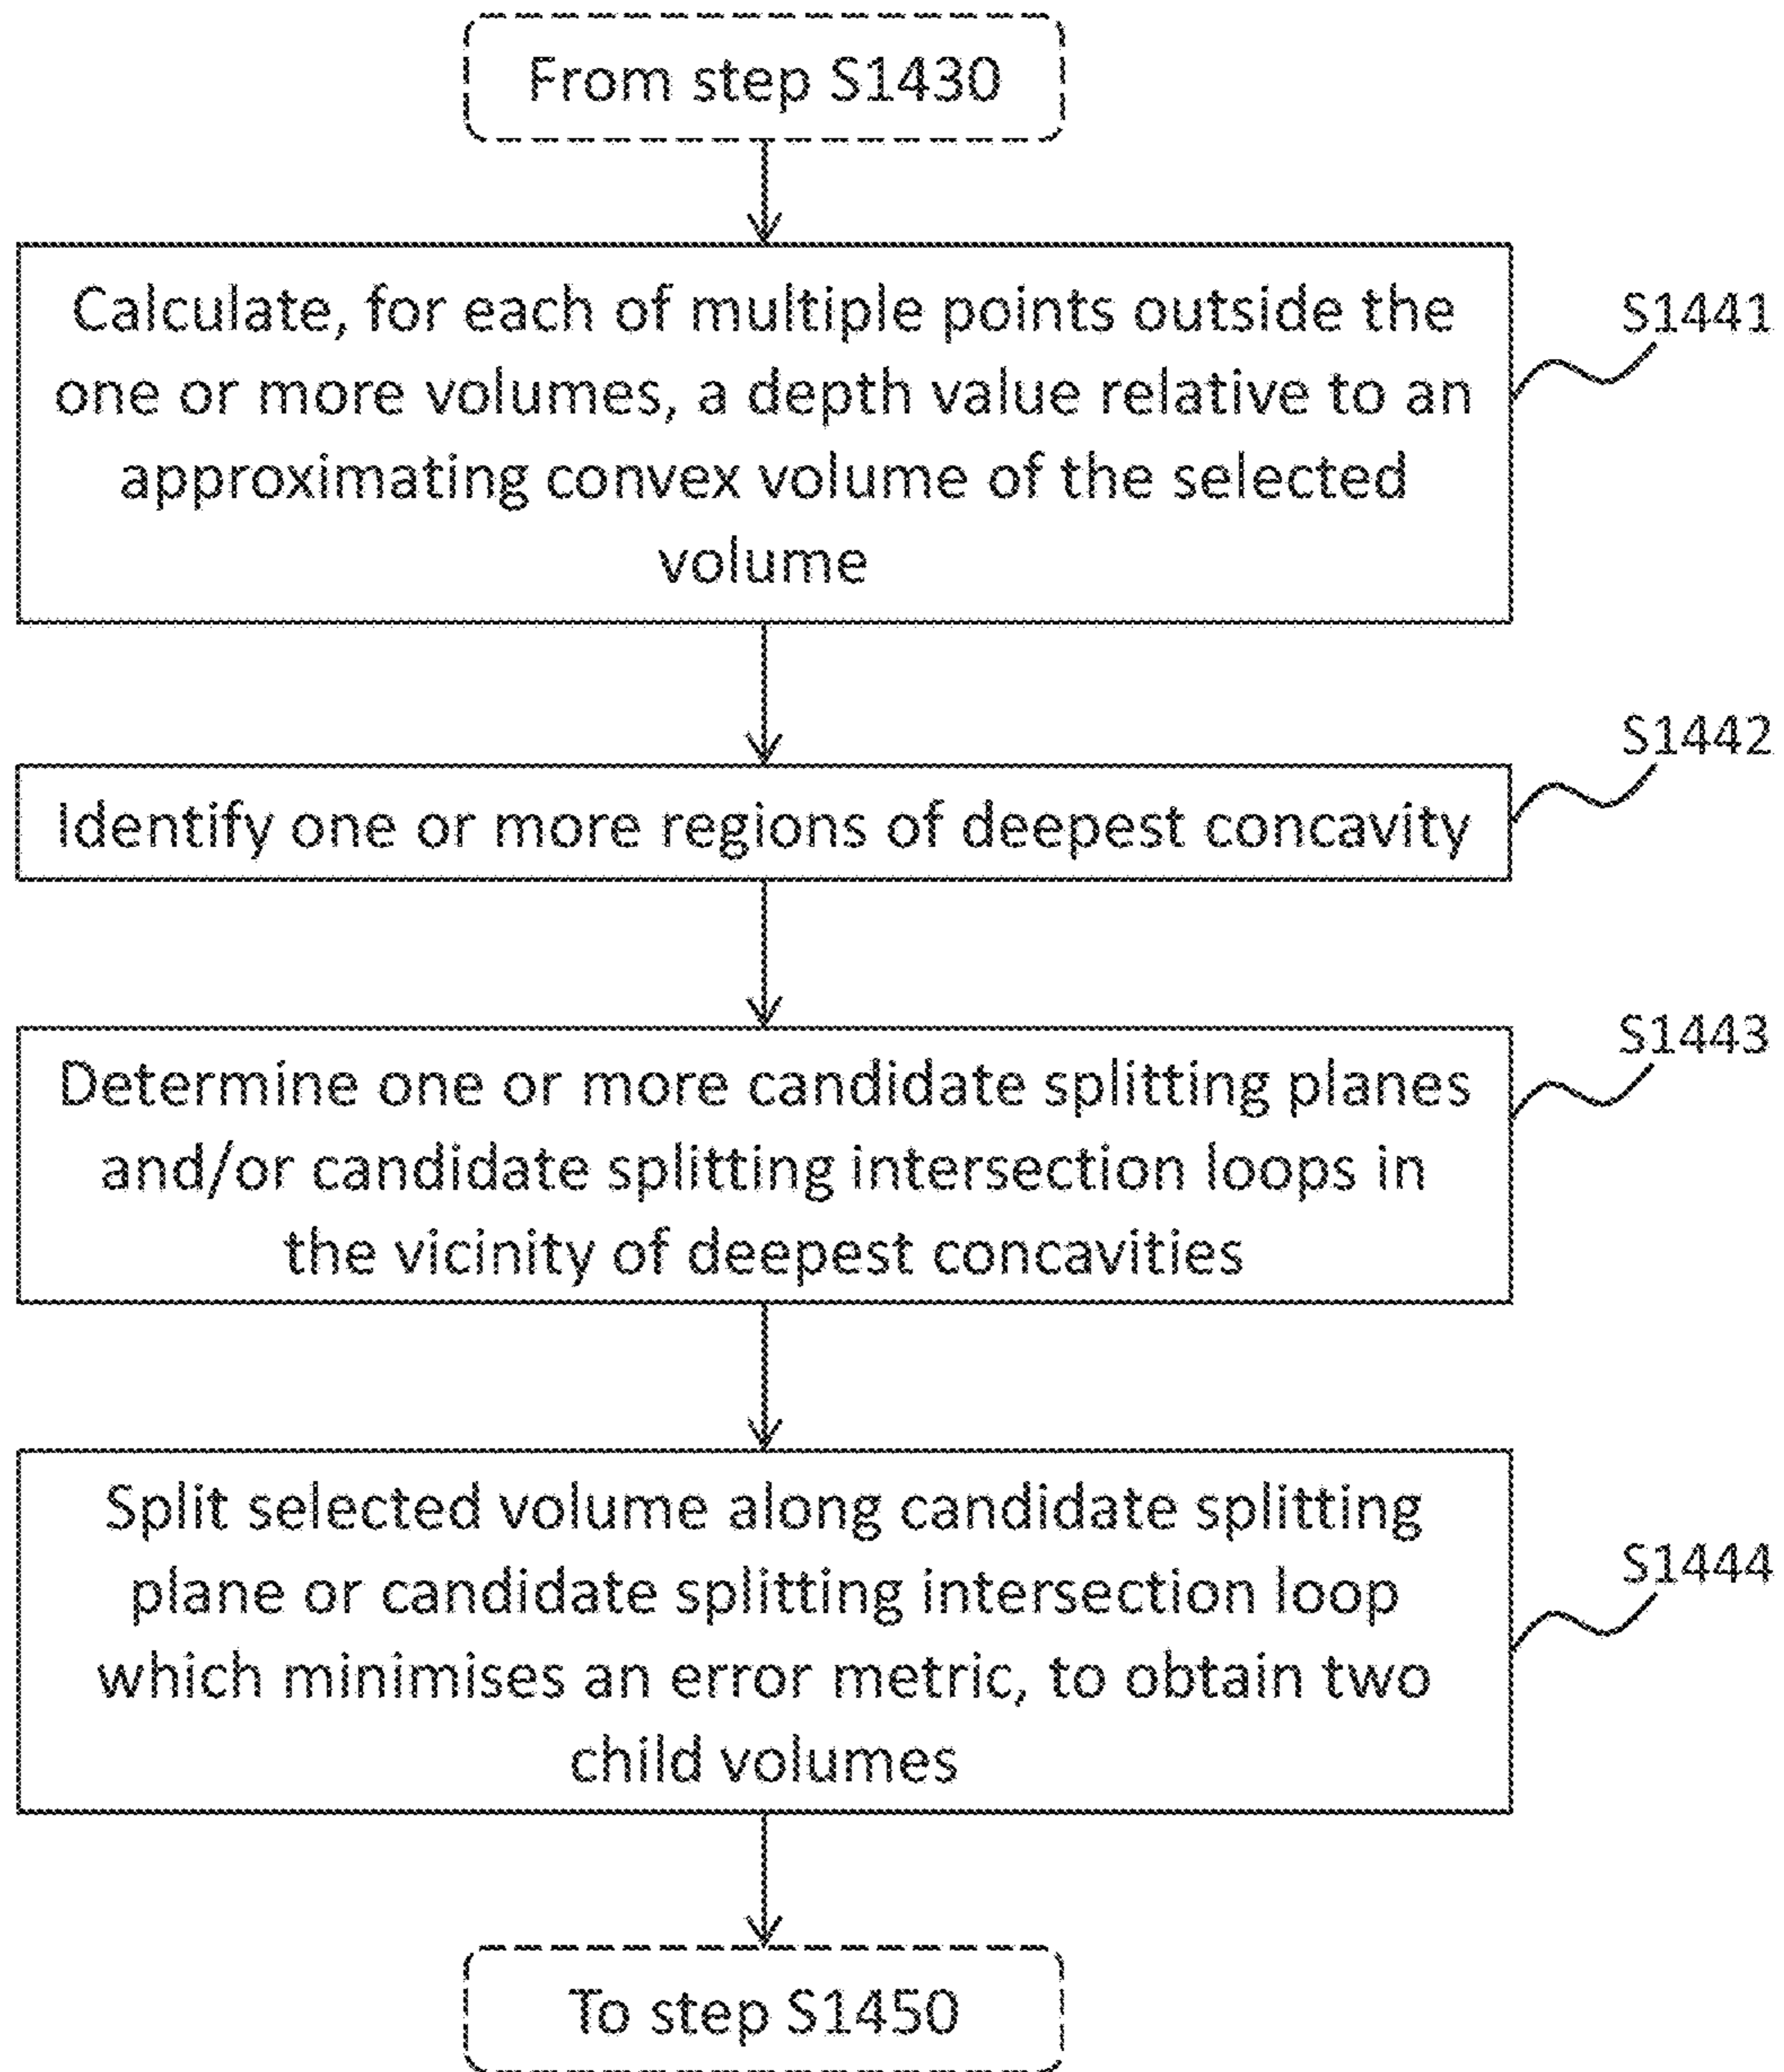 From step S1430
Calculate, for each of multiple points outside the
one or more volumes, a depth value relative to an
approximating convex volume of the selected
volume
S1441
Identify one or more regions of deepest concavity
S1442
Determine one or more candidate splitting planes
and/or candidate splitting intersection loops in
the vicinity of deepest concavities
S1443
Split selected volume along candidate splitting
plane or candidate splitting intersection loop
which minimises an error metric, to obtain two
child volumes
S1444
To step S1450